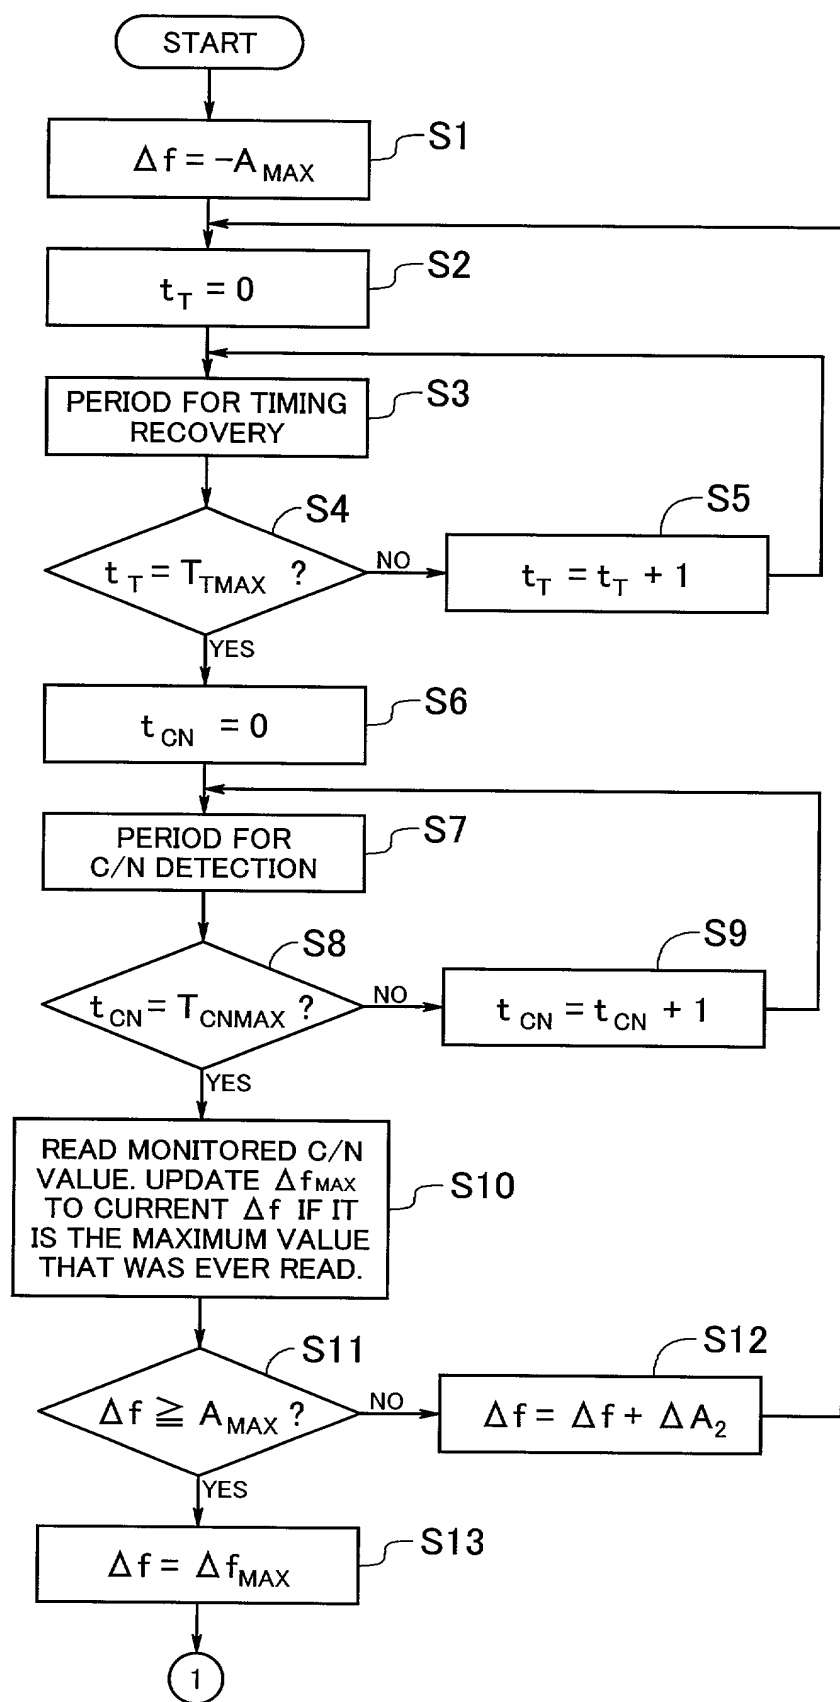 START
Δf = -A_MAX
S1
t_T = 0
S2
PERIOD FOR TIMING
RECOVERY
S3
t_T = T_TMAX ?
S4
NO
t_T = t_T + 1
S5
YES
t_CN = 0
S6
PERIOD FOR
C/N DETECTION
S7
t_CN = T_CNMAX ?
S8
NO
t_CN = t_CN + 1
S9
YES
READ MONITORED C/N
VALUE. UPDATE Δf_MAX
TO CURRENT Δf IF IT
IS THE MAXIMUM VALUE
THAT WAS EVER READ.
S10
Δf ≧ A_MAX ?
S11
NO
Δf = Δf + ΔA_2
S12
YES
Δf = Δf_MAX
S13
1